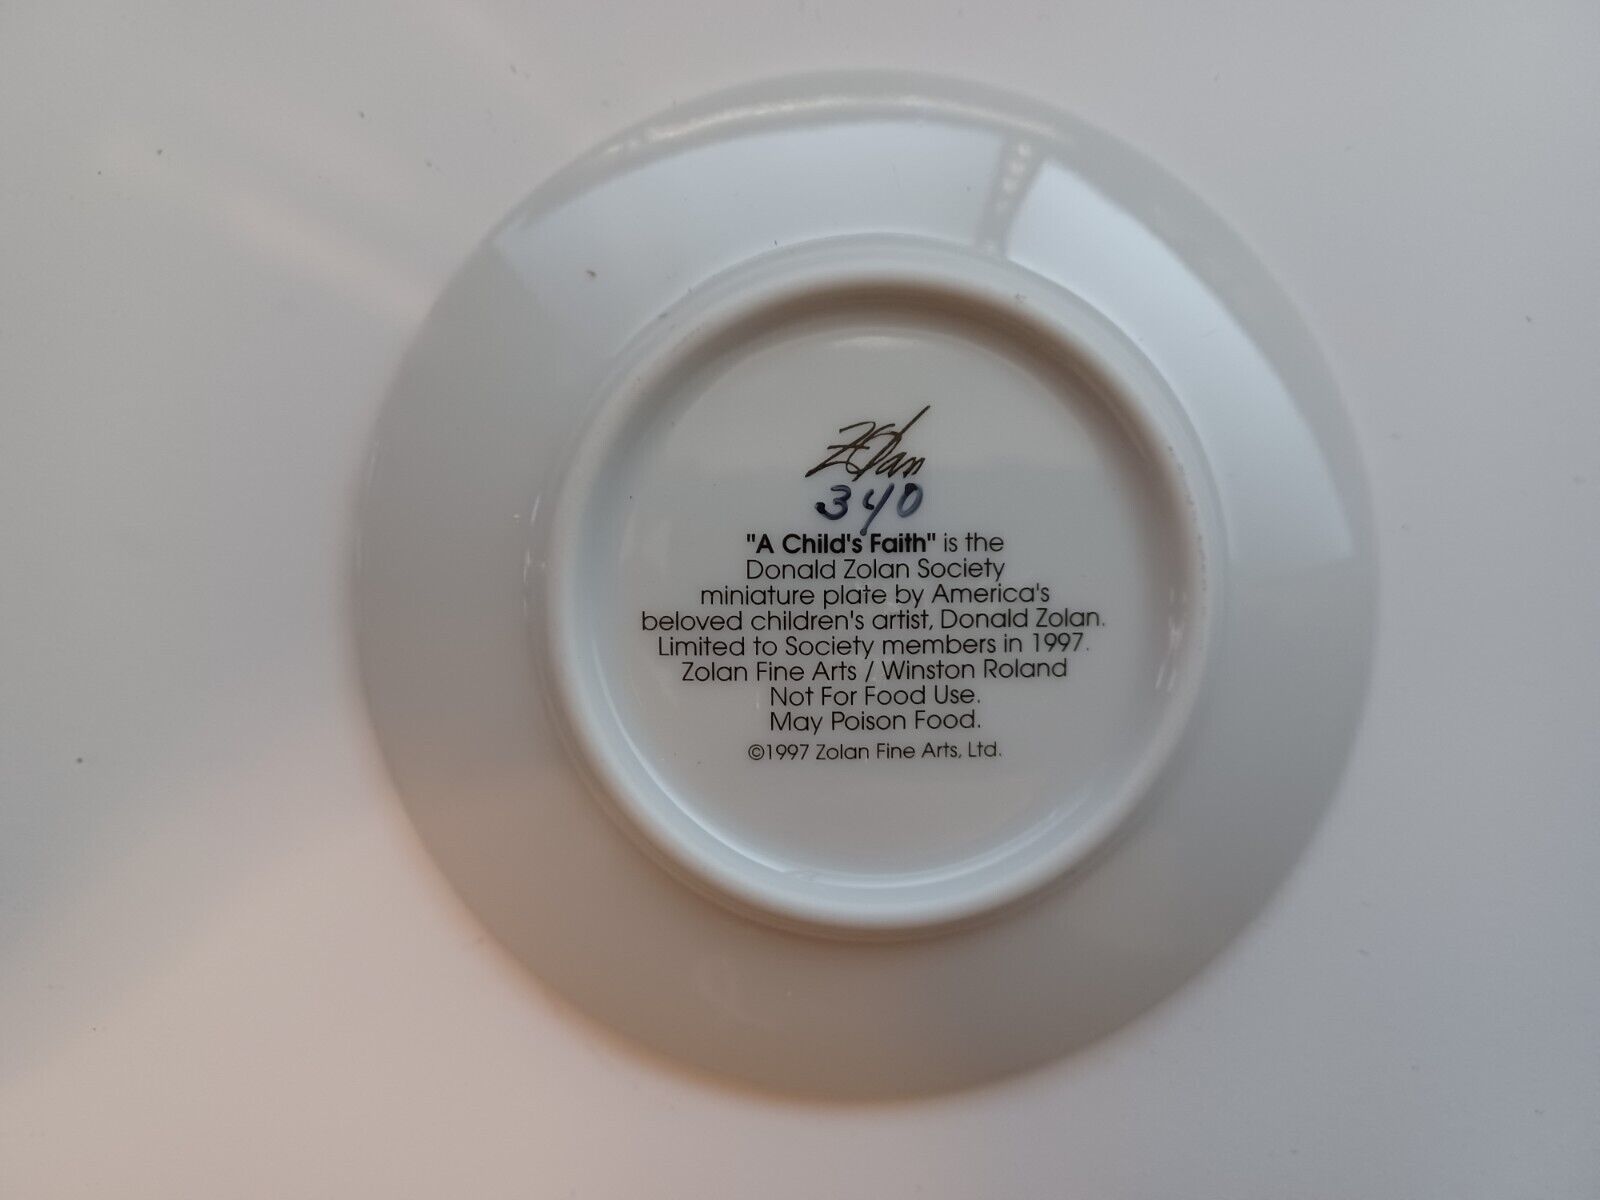 Zolan
340
"A Child's Faith" is the
Donald Zolan Society
miniature plate by America's
beloved children's artist, Donald Zolan.
Limited to Society members in 1997.
Zolan Fine Arts / Winston Roland
Not For Food Use.
May Poison Food.
©1997 Zolan Fine Arts, Ltd.